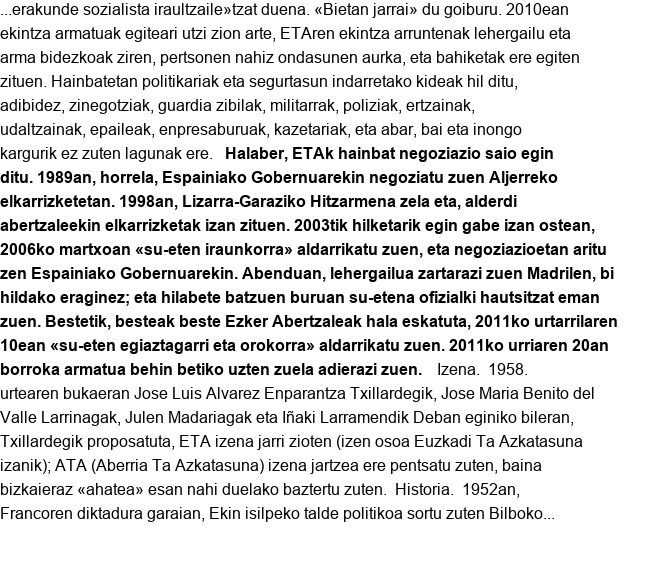 ...erakunde sozialista iraultzaile»tzat duena. «Bietan jarrai» du goiburu. 2010ean
ekintza armatuak egiteari utzi zion arte, ETAren ekintza arruntenak lehergailu eta
arma bidezkoak ziren, pertsonen nahiz ondasunen aurka, eta bahiketak ere egiten
zituen. Hainbatetan politikariak eta segurtasun indarretako kideak hil ditu,
adibidez, zinegotziak, guardia zibilak, militarrak, poliziak, ertzainak,
udaltzainak, epaileak, enpresaburuak, kazetariak, eta abar, bai eta inongo
kargurik ez zuten lagunak ere. Halaber, ETAk hainbat negoziazio saio egin
ditu. 1989an, horrela, Espainiako Gobernuarekin negoziatu zuen Aljerreko
elkarrizketetan. 1998an, Lizarra-Garaziko Hitzarmena zela eta, alderdi
abertzaleekin elkarrizketak izan zituen. 2003tik hilketarik egin gabe izan ostean,
2006ko martxoan «su-eten iraunkorra» aldarrikatu zuen, eta negoziazioetan aritu
zen Espainiako Gobernuarekin. Abenduan, lehergailua zartarazi zuen Madrilen, bi
hildako eraginez; eta hilabete batzuen buruan su-etena ofizialki hautsitzat eman
zuen. Bestetik, besteak beste Ezker Abertzaleak hala eskatuta, 2011ko urtarrilaren
10ean «su-eten egiaztagarri eta orokorra» aldarrikatu zuen. 2011ko urriaren 20an
borroka armatua behin betiko uzten zuela adierazi zuen. Izena. 1958.
urtearen bukaeran Jose Luis Alvarez Enparantza Txillardegik, Jose Maria Benito del
Valle Larrinagak, Julen Madariagak eta Iñaki Larramendik Deban eginiko bileran,
Txillardegik proposatuta, ETA izena jarri zioten (izen osoa Euzkadi Ta Azkatasuna
izanik); ATA (Aberria Ta Azkatasuna) izena jartzea ere pentsatu zuten, baina
bizkaieraz «ahatea» esan nahi duelako baztertu zuten. Historia. 1952an,
Francoren diktadura garaian, Ekin isilpeko talde politikoa sortu zuten Bilboko...